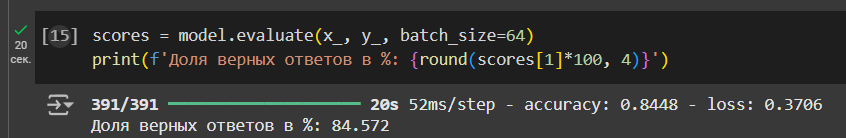 [15] scores = model.evaluate(x_, y_, batch_size=64)
20
сек.
print(f'Доля верных ответов в %: {round(scores[1]*100, 4)}')
391/391 ━━━━━━━━━━━━━━━━━━━━ 20s 52ms/step - accuracy: 0.8448 - loss: 0.3706
Доля верных ответов в %: 84.572